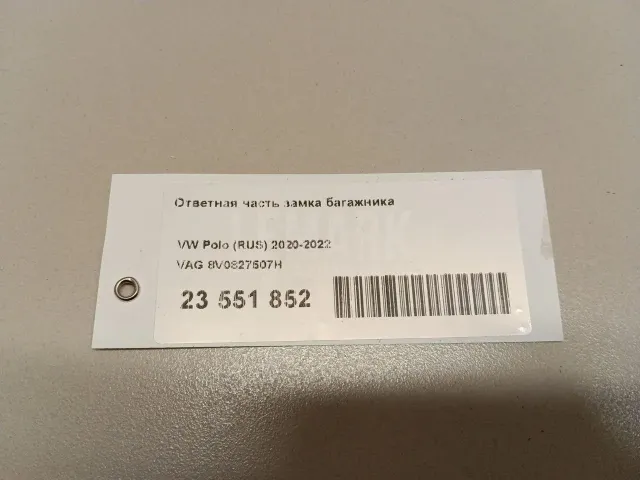 Ответная часть замка багажника
VW Polo (RUS) 2020-2022
VAG 8V0827507H
23 551 852